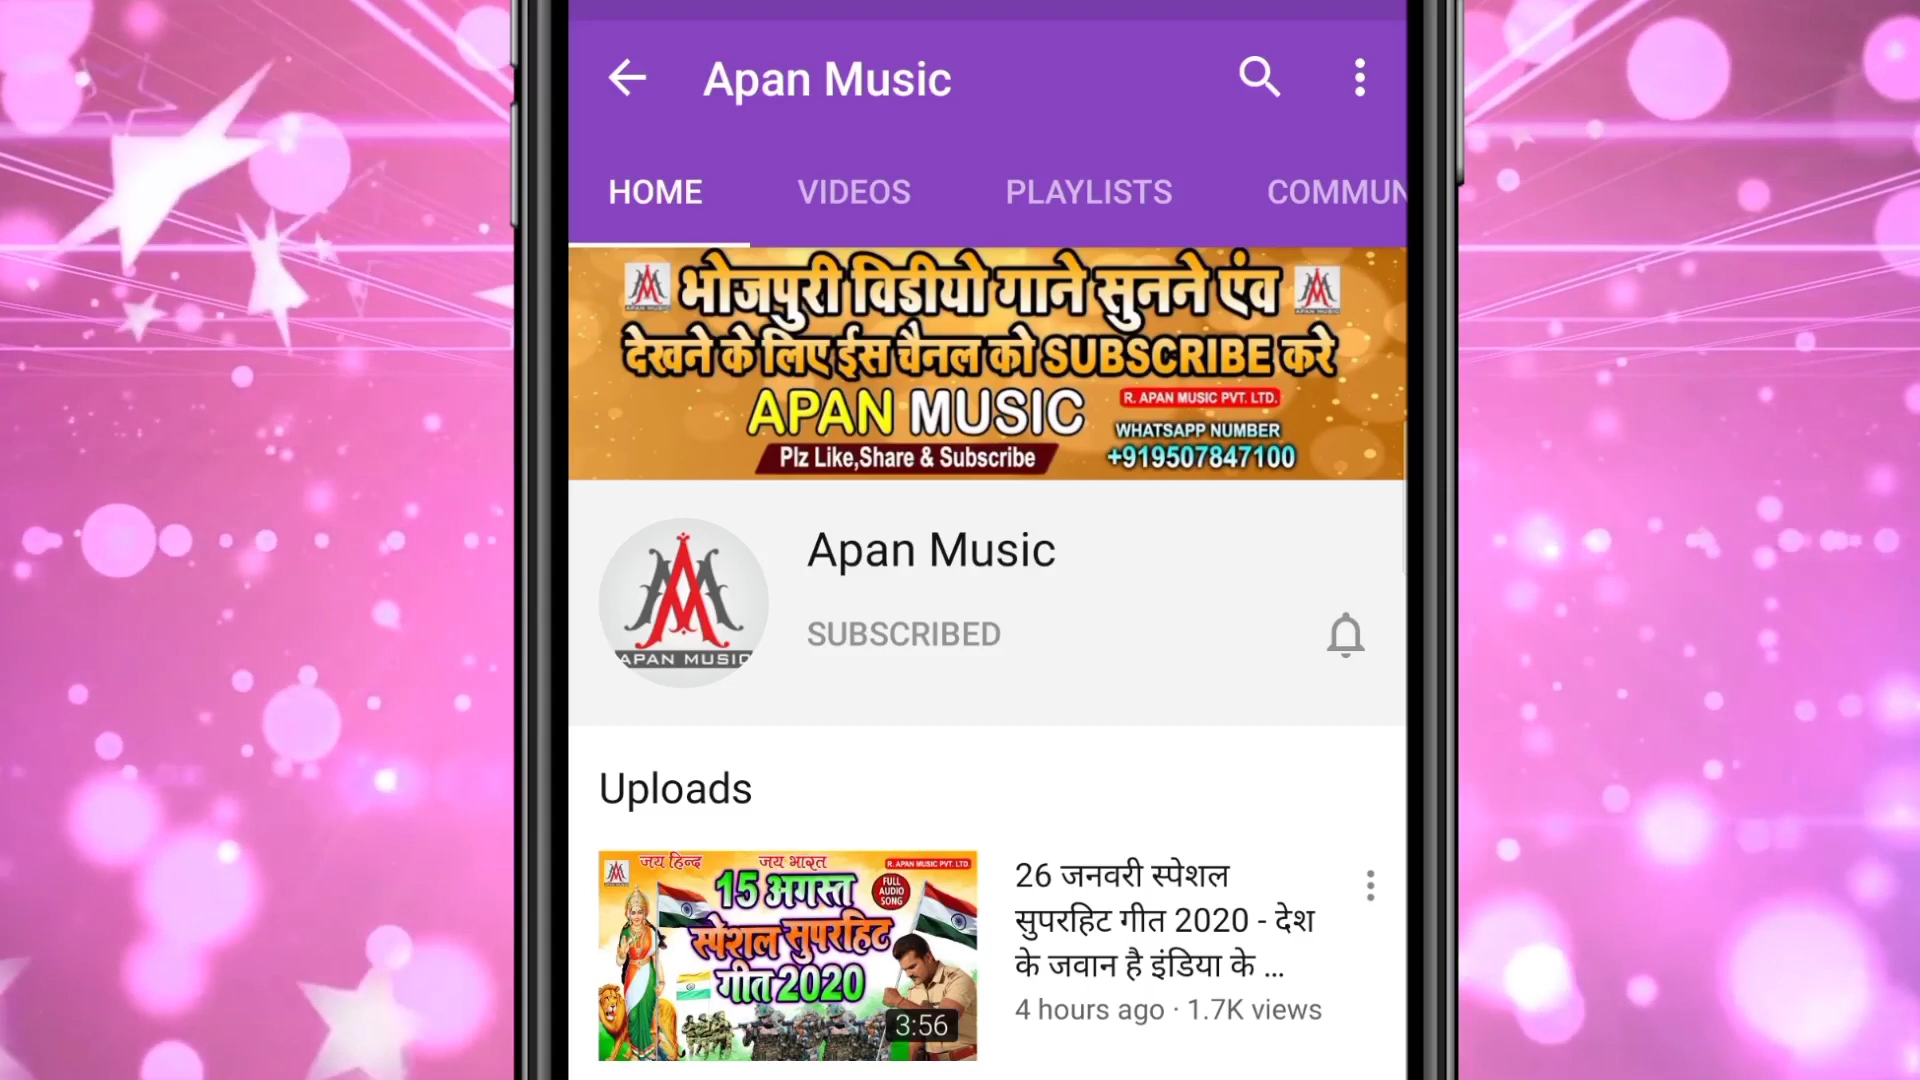 Apan Music
HOME VIDEOS PLAYLISTS COMMUN
भोजपुरी विडीयो गाने सुनने एंव
देखने के लिए ईस चैनल को SUBSCRIBE करे
APAN MUSIC
R. APAN MUSIC PVT. LTD.
Plz Like,Share & Subscribe
WHATSAPP NUMBER
+919507847100
Apan Music
SUBSCRIBED
APAN MUSIC
Uploads
जय हिन्द जय भारत
R. APAN MUSIC PVT. LTD
15 अगस्त
FULL
AUDIO
SONG
स्पेशल सुपरहिट
गीत 2020
3:56
26 जनवरी स्पेशल
सुपरहिट गीत 2020 - देश
के जवान है इंडिया के ...
4 hours ago · 1.7K views